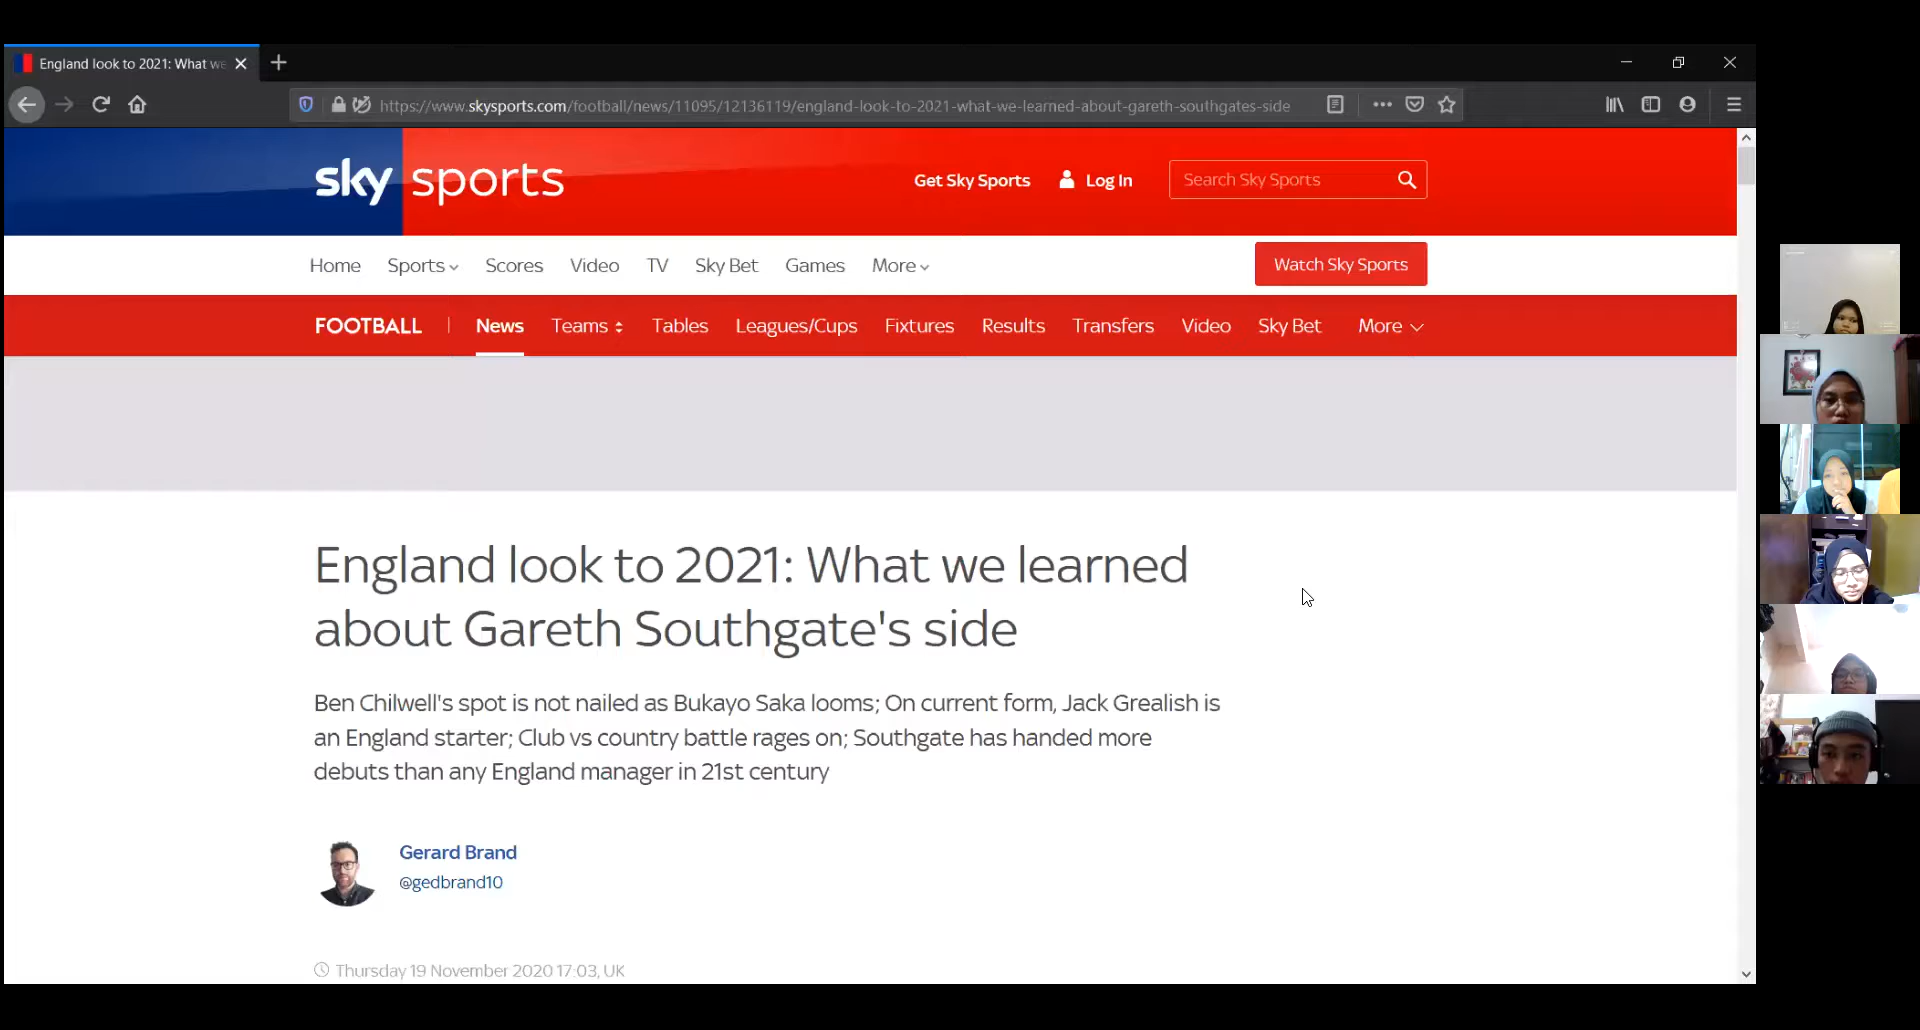 England look to 2021: What we
https://www.skysports.com/football/news/11095/12136119/england-look-to-2021-what-we-learned-about-gareth-southgates-side
sky sports
Get Sky Sports
Log In
Search Sky Sports
Home Sports Scores Video TV Sky Bet Games More
Watch Sky Sports
FOOTBALL | News Teams Tables Leagues/Cups Fixtures Results Transfers Video Sky Bet More
England look to 2021: What we learned
about Gareth Southgate's side
Ben Chilwell's spot is not nailed as Bukayo Saka looms; On current form, Jack Grealish is
an England starter; Club vs country battle rages on; Southgate has handed more
debuts than any England manager in 21st century
Gerard Brand
@gedbrand10
Thursday 19 November 2020 17:03, UK